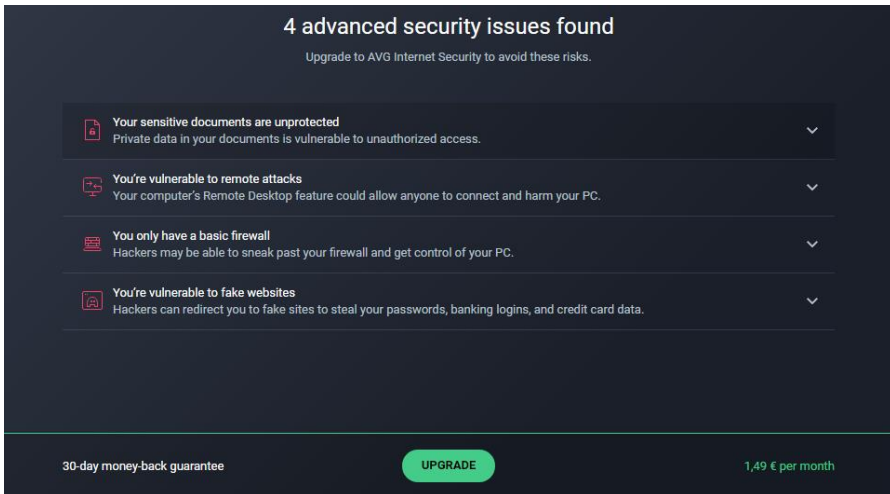 4 advanced security issues found
Upgrade to AVG Internet Security to avoid these risks.
Your sensitive documents are unprotected
Private data in your documents is vulnerable to unauthorized access.
You're vulnerable to remote attacks
Your computer's Remote Desktop feature could allow anyone to connect and harm your PC.
You only have a basic firewall
Hackers may be able to sneak past your firewall and get control of your PC.
You're vulnerable to fake websites
Hackers can redirect you to fake sites to steal your passwords, banking logins, and credit card data.
30-day money-back guarantee
UPGRADE
1,49 € per month